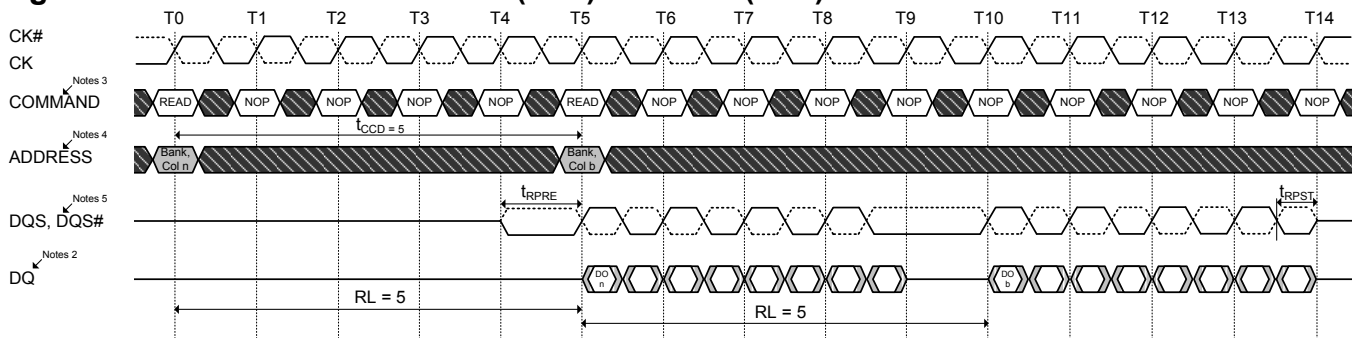 T0 T1 T2 T3 T4 T5 T6 T7 T8 T9 T10 T11 T12 T13 T14
CK#
CK
Notes 3
COMMAND READ NOP NOP NOP NOP READ NOP NOP NOP NOP NOP NOP NOP NOP NOP
tCCD = 5
Notes 4
ADDRESS Bank, Col n Bank, Col b
tRPRE tRPST
Notes 5
DQS, DQS#
Notes 2
DQ DO n DO b
RL = 5
RL = 5